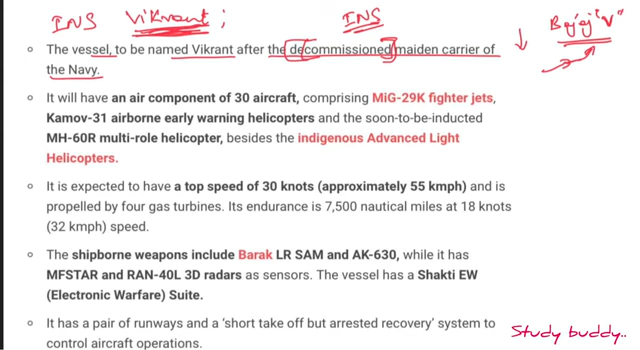 INS Vikrant ; INS Bajaj "V"
The vessel, to be named Vikrant after the decommissioned maiden carrier of
the Navy.
It will have an air component of 30 aircraft, comprising MiG-29K fighter jets,
Kamov-31 airborne early warning helicopters and the soon-to-be-inducted
MH-60R multi-role helicopter, besides the indigenous Advanced Light
Helicopters.
It is expected to have a top speed of 30 knots (approximately 55 kmph) and is
propelled by four gas turbines. Its endurance is 7,500 nautical miles at 18 knots
(32 kmph) speed.
The shipborne weapons include Barak LR SAM and AK-630, while it has
MFSTAR and RAN-40L 3D radars as sensors. The vessel has a Shakti EW
(Electronic Warfare) Suite.
It has a pair of runways and a ‘short take off but arrested recovery’ system to
control aircraft operations.
Study buddy..